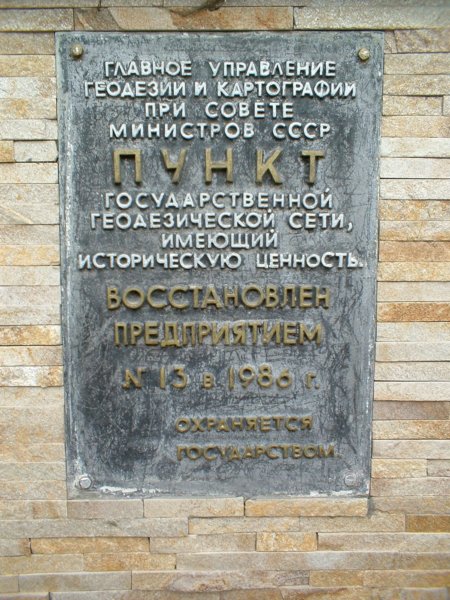 ГЛАВНОЕ УПРАВЛЕНИЕ
ГЕОДЕЗИИ И КАРТОГРАФИИ
ПРИ СОВЕТЕ
МИНИСТРОВ СССР
ПУНКТ
ГОСУДАРСТВЕННОЙ
ГЕОДЕЗИЧЕСКОЙ СЕТИ,
ИМЕЮЩИЙ
ИСТОРИЧЕСКУЮ ЦЕННОСТЬ.
ВОССТАНОВЛЕН
ПРЕДПРИЯТИЕМ
№ 13 в 1986 г.
ОХРАНЯЕТСЯ
ГОСУДАРСТВОМ.